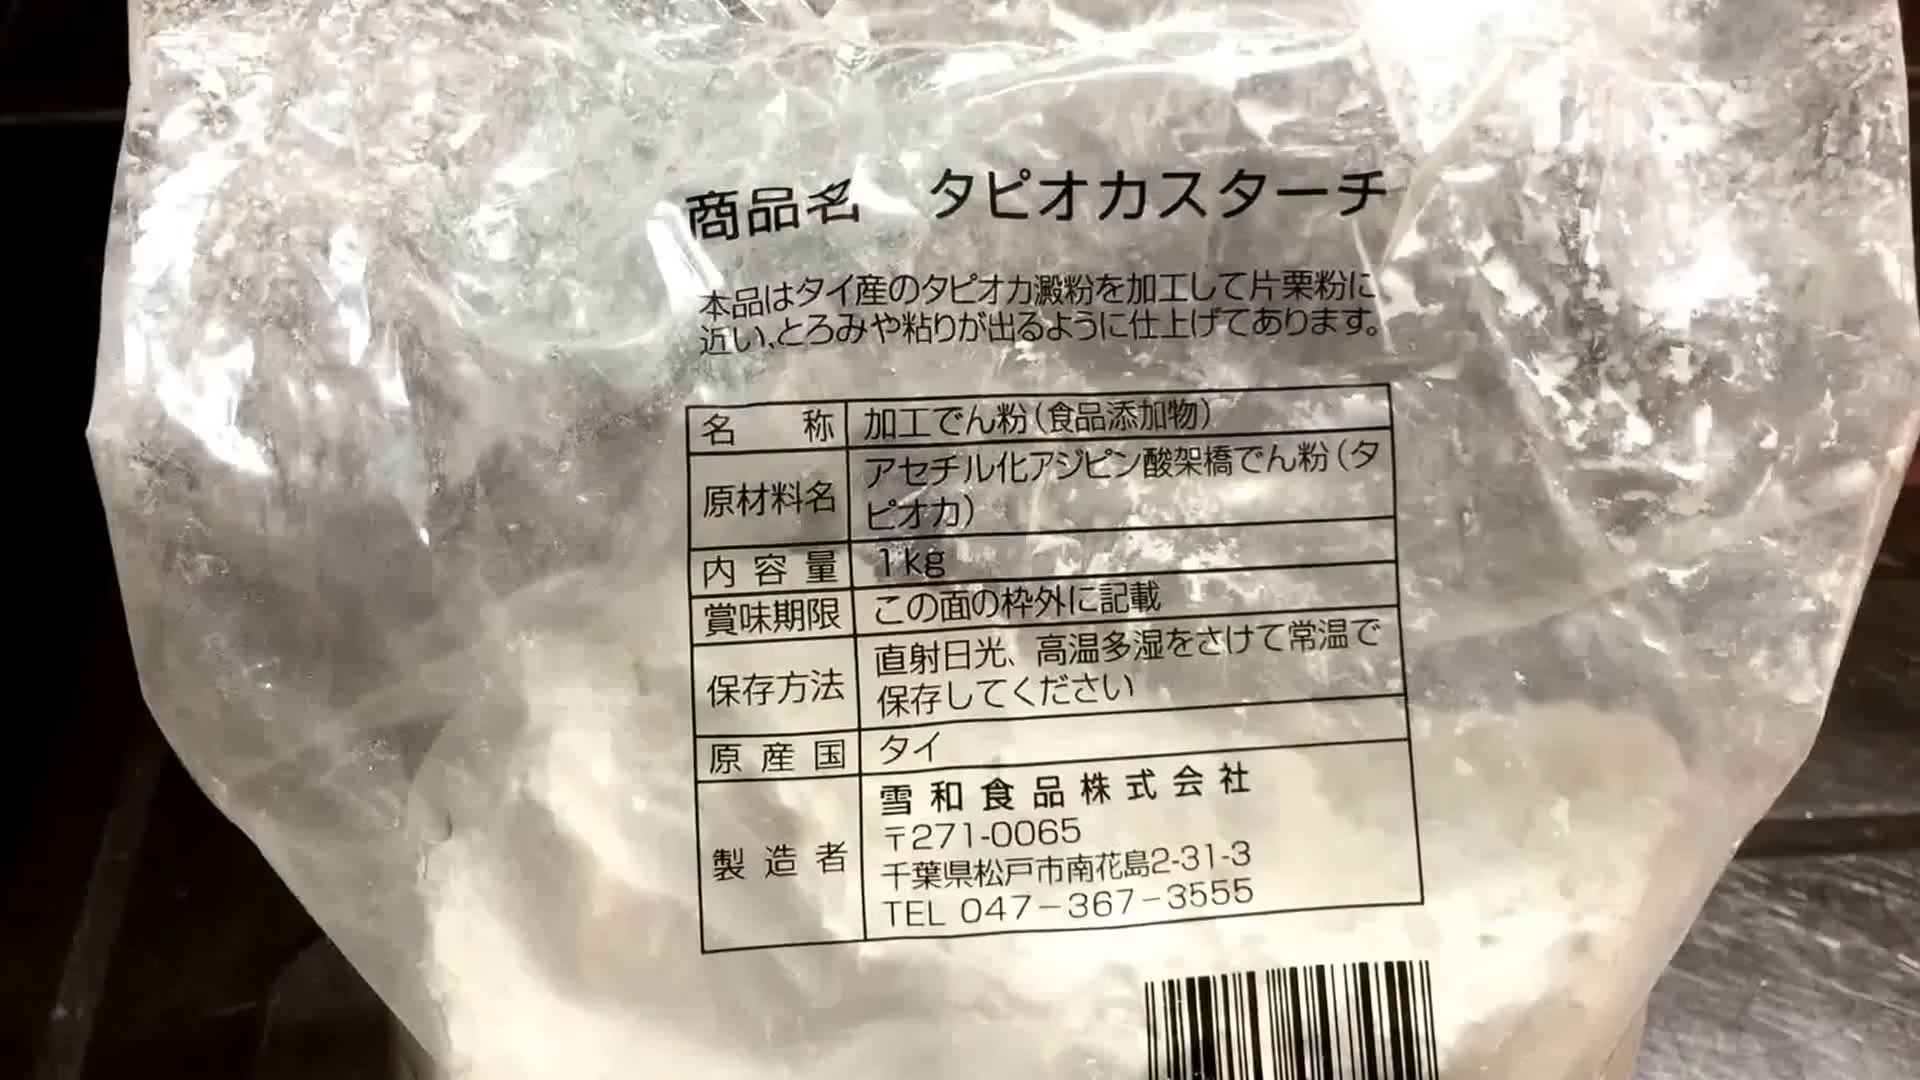 商品名 タピオカスターチ
本品はタイ産のタピオカ澱粉を加工して片栗粉に
近い、とろみや粘りが出るように仕上げてあります。
名称 加工でん粉(食品添加物)
原材料名 アセチル化アジピン酸架橋でん粉(タ
ピオカ)
内容量 1kg
賞味期限 この面の枠外に記載
保存方法 直射日光、高温多湿をさけて常温で
保存してください
原産国 タイ
製造者 雪和食品株式会社
〒271-0065
千葉県松戸市南花島2-31-3
TEL 047-367-3555